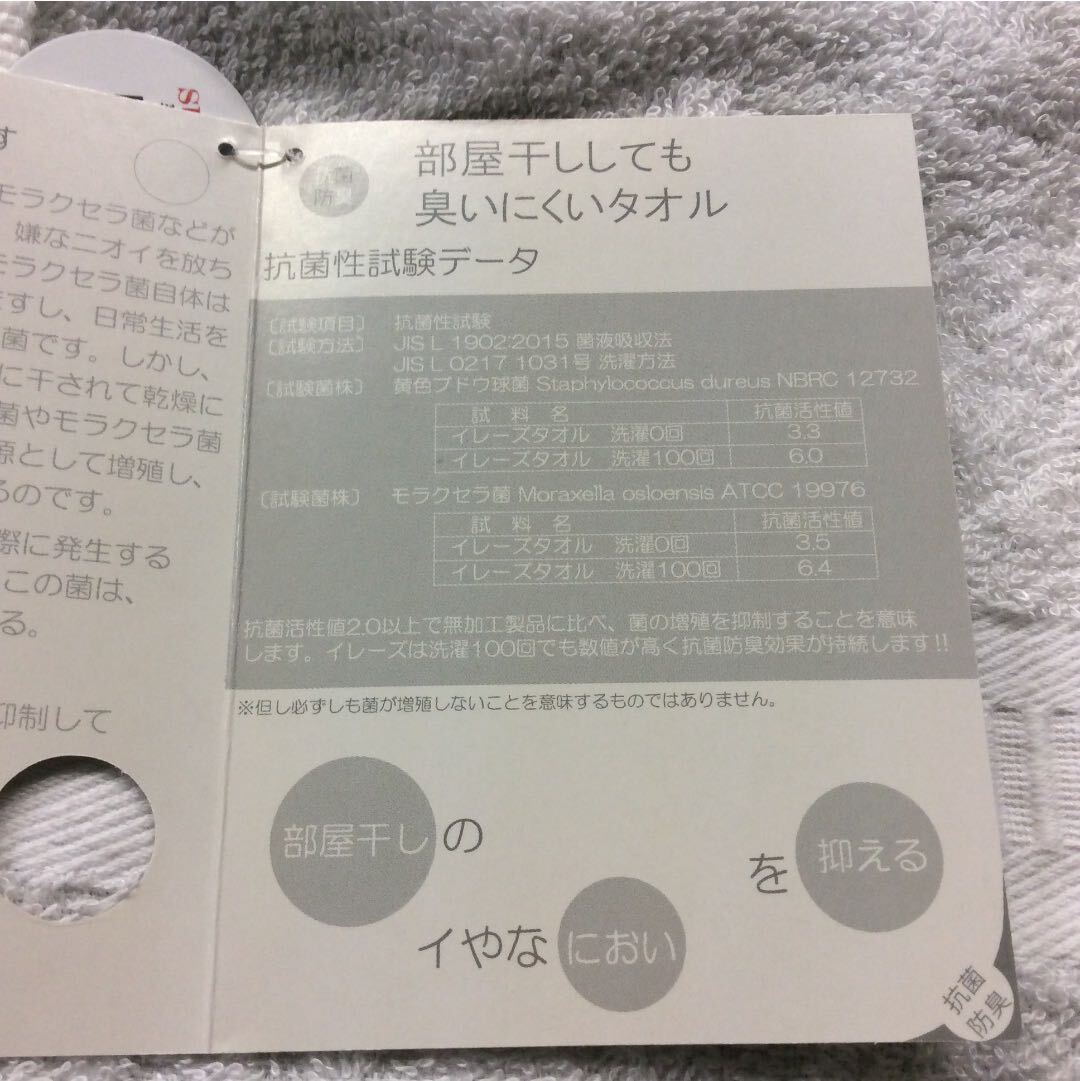 す
モラクセラ菌などが
嫌なニオイを放ち
モラクセラ菌自体は
ますし、日常生活を
菌です。しかし、
に干されて乾燥に
菌やモラクセラ菌
源として増殖し、
るのです。
際に発生する
この菌は、
る。
抑制して
抗菌
防臭
部屋干ししても
臭いにくいタオル
抗菌性試験データ
〔試験項目〕 抗菌性試験
〔試験方法〕 JIS L 1902:2015 菌液吸収法
JIS L 0217 1031号 洗濯方法
〔試験菌株〕 黄色ブドウ球菌 Staphylococcus dureus NBRC 12732
試 料 名 抗菌活性値
イレーズタオル 洗濯0回 3.3
イレーズタオル 洗濯100回 6.0
〔試験菌株〕 モラクセラ菌 Moraxella osloensis ATCC 19976
試 料 名 抗菌活性値
イレーズタオル 洗濯0回 3.5
イレーズタオル 洗濯100回 6.4
抗菌活性値2.0以上で無加工製品に比べ、菌の増殖を抑制することを意味
します。イレーズは洗濯100回でも数値が高く抗菌防臭効果が持続します!!
※但し必ずしも菌が増殖しないことを意味するものではありません。
部屋干しの
イやなにおい
を抑える
抗菌
防臭